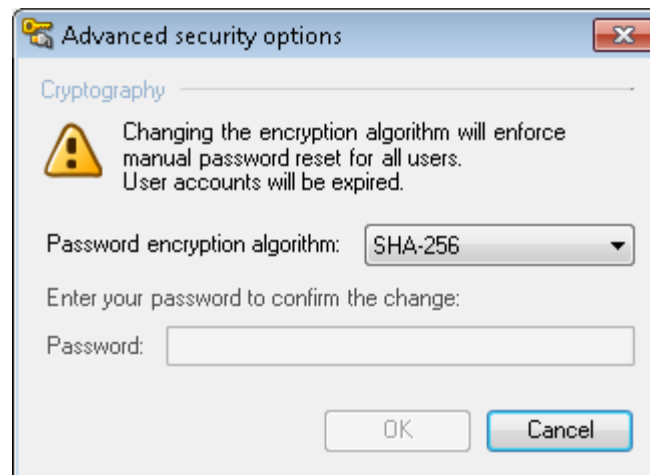 Advanced security options
Cryptography
Changing the encryption algorithm will enforce
manual password reset for all users.
User accounts will be expired.
Password encryption algorithm: SHA-256
Enter your password to confirm the change:
Password:
OK Cancel